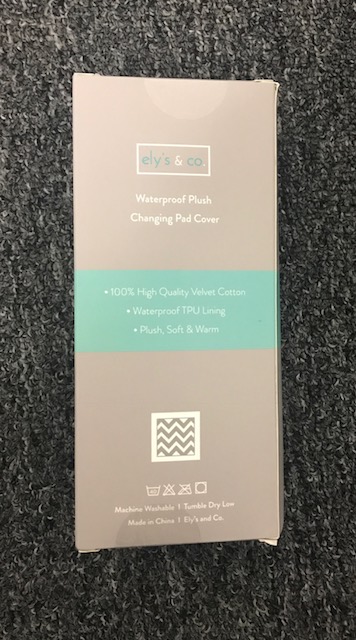 ely's & co.
Waterproof Plush
Changing Pad Cover
• 100% High Quality Velvet Cotton
• Waterproof TPU Lining
• Plush, Soft & Warm
Machine Washable | Tumble Dry Low
Made in China | Ely's and Co.